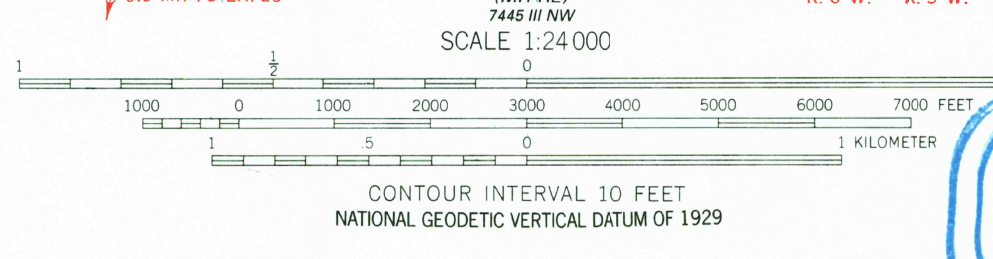 7445 III NW
SCALE 1:24 000
1 ½ 0
1000 0 1000 2000 3000 4000 5000 6000 7000 FEET
1 .5 0 1 KILOMETER
CONTOUR INTERVAL 10 FEET
NATIONAL GEODETIC VERTICAL DATUM OF 1929